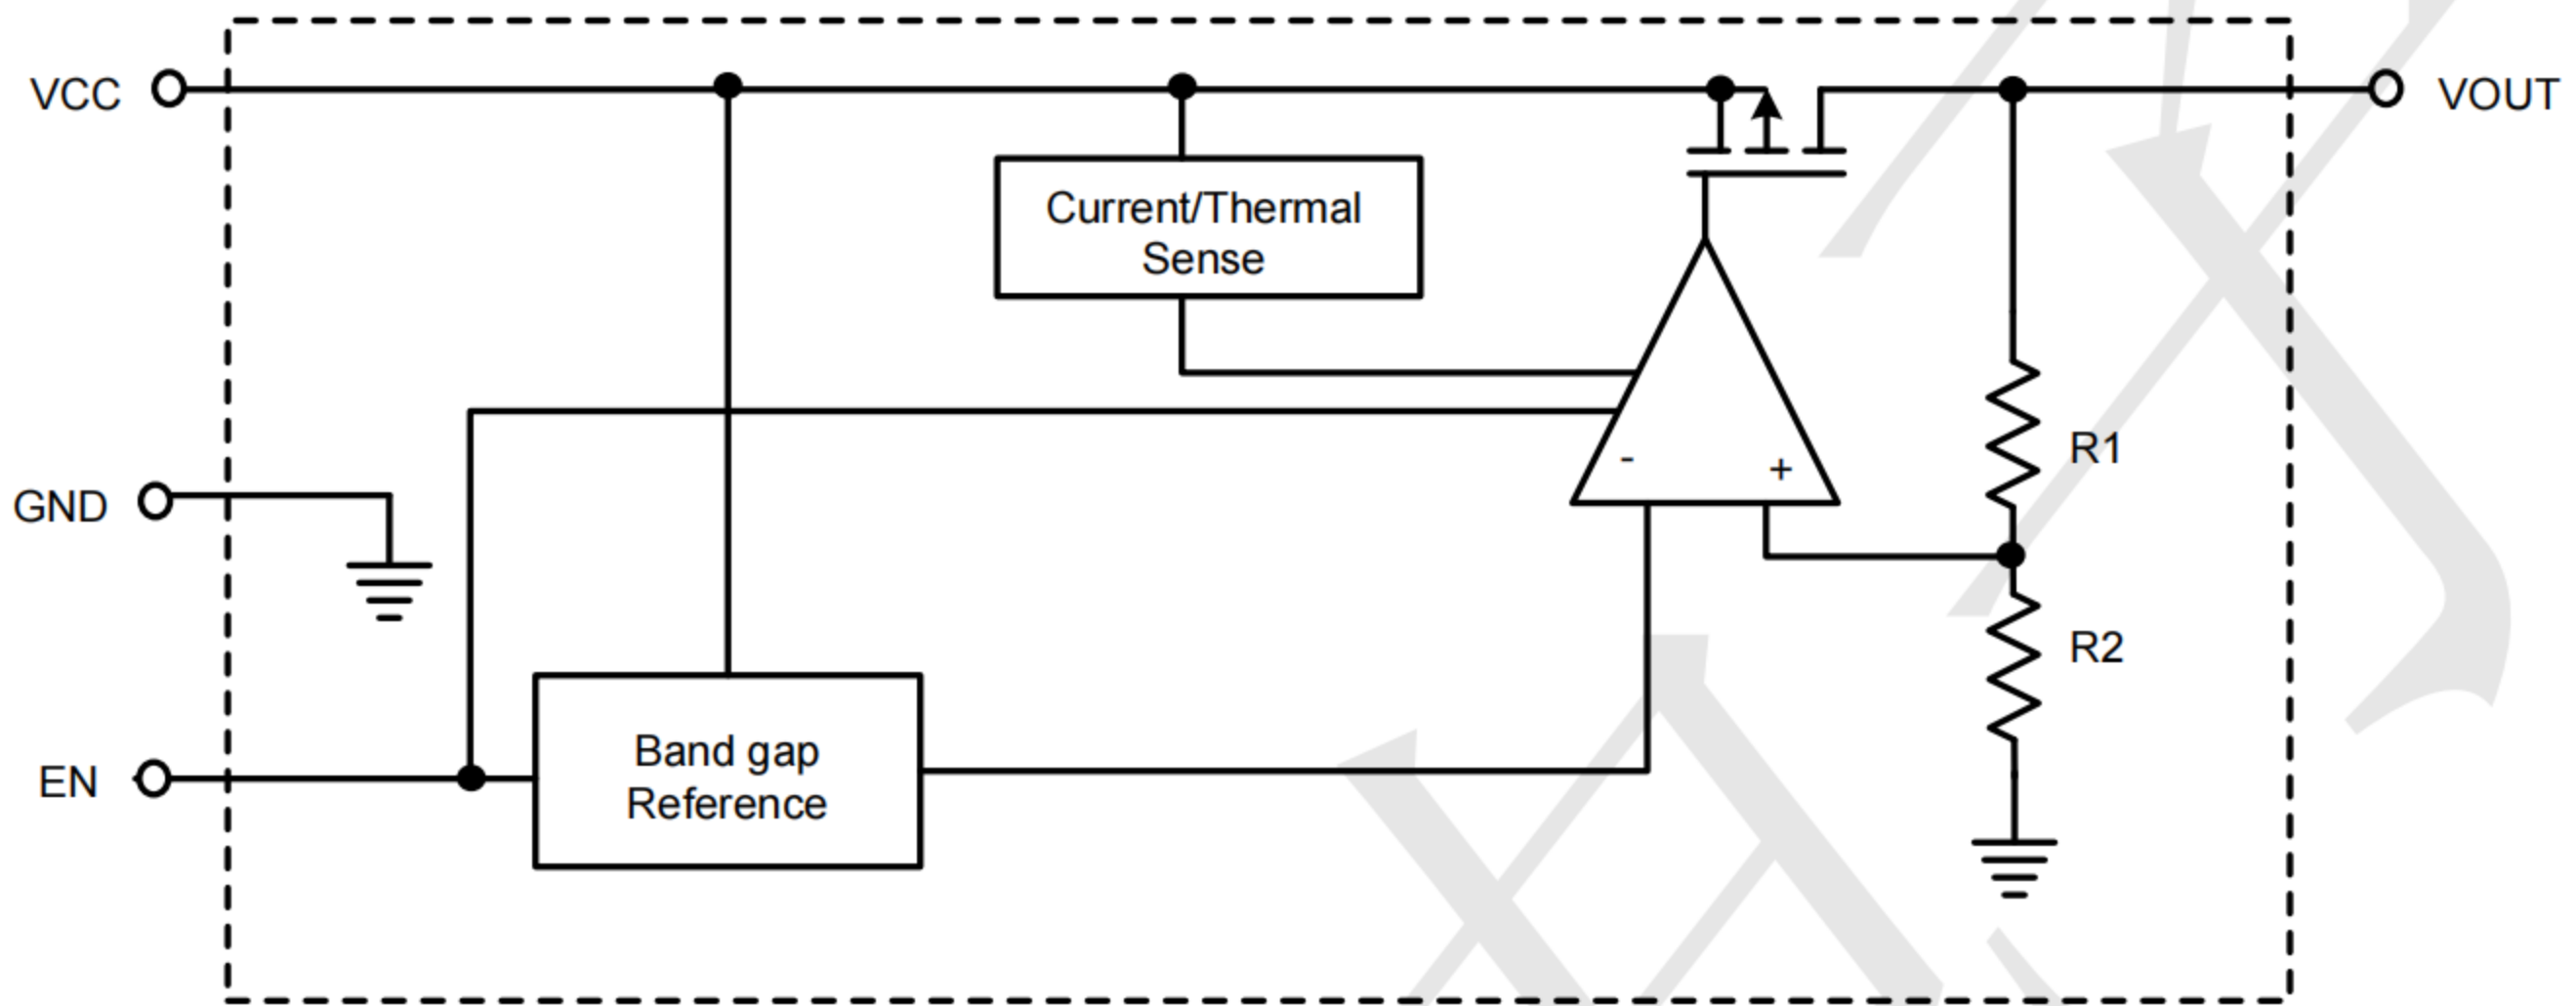 VCC
VOUT
Current/Thermal
Sense
R1
- +
GND
R2
EN
Band gap
Reference